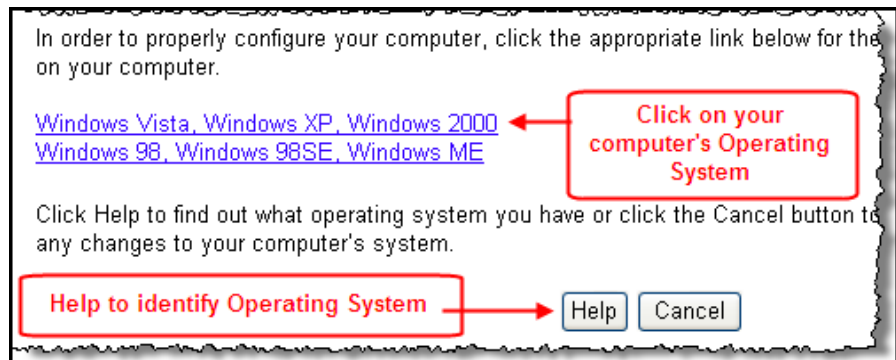 In order to properly configure your computer, click the appropriate link below for the
on your computer.
Windows Vista, Windows XP, Windows 2000
Windows 98, Windows 98SE, Windows ME
Click on your
computer's Operating
System
Click Help to find out what operating system you have or click the Cancel button to
any changes to your computer's system.
Help to identify Operating System
Help
Cancel